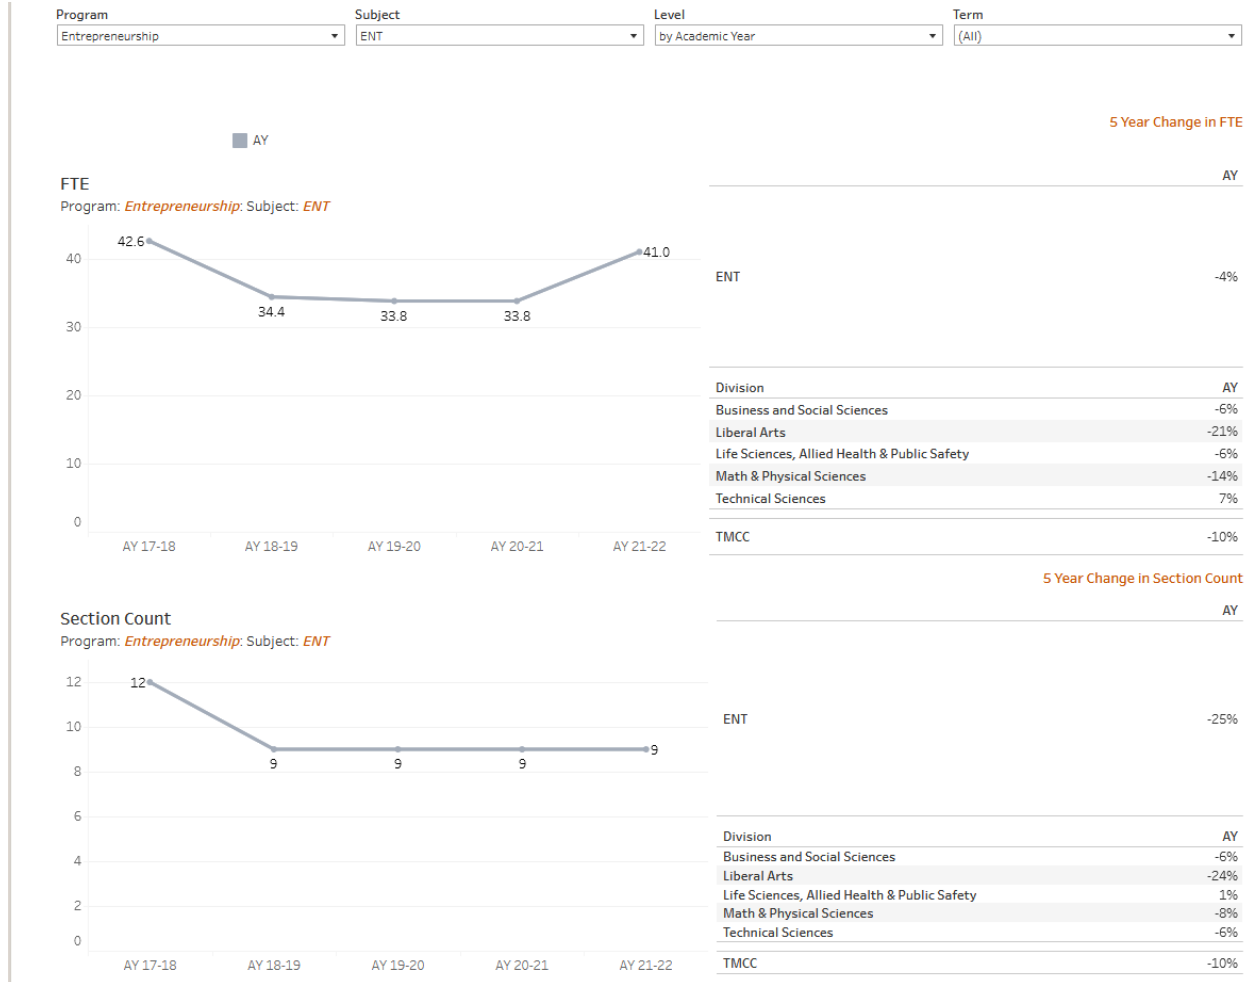 Program Subject Level Term
Entrepreneurship ENT by Academic Year (All)
5 Year Change in FTE
AY
FTE
Program: Entrepreneurship: Subject: ENT
42.6
34.4
33.8
33.8
41.0
40
30
20
10
0
AY 17-18 AY 18-19 AY 19-20 AY 20-21 AY 21-22
AY
ENT -4%
Division AY
Business and Social Sciences -6%
Liberal Arts -21%
Life Sciences, Allied Health & Public Safety -6%
Math & Physical Sciences -14%
Technical Sciences 7%
TMCC -10%
5 Year Change in Section Count
Section Count
Program: Entrepreneurship: Subject: ENT
12
9
9
9
9
12
10
8
6
4
2
0
AY 17-18 AY 18-19 AY 19-20 AY 20-21 AY 21-22
AY
ENT -25%
Division AY
Business and Social Sciences -6%
Liberal Arts -24%
Life Sciences, Allied Health & Public Safety 1%
Math & Physical Sciences -8%
Technical Sciences -6%
TMCC -10%